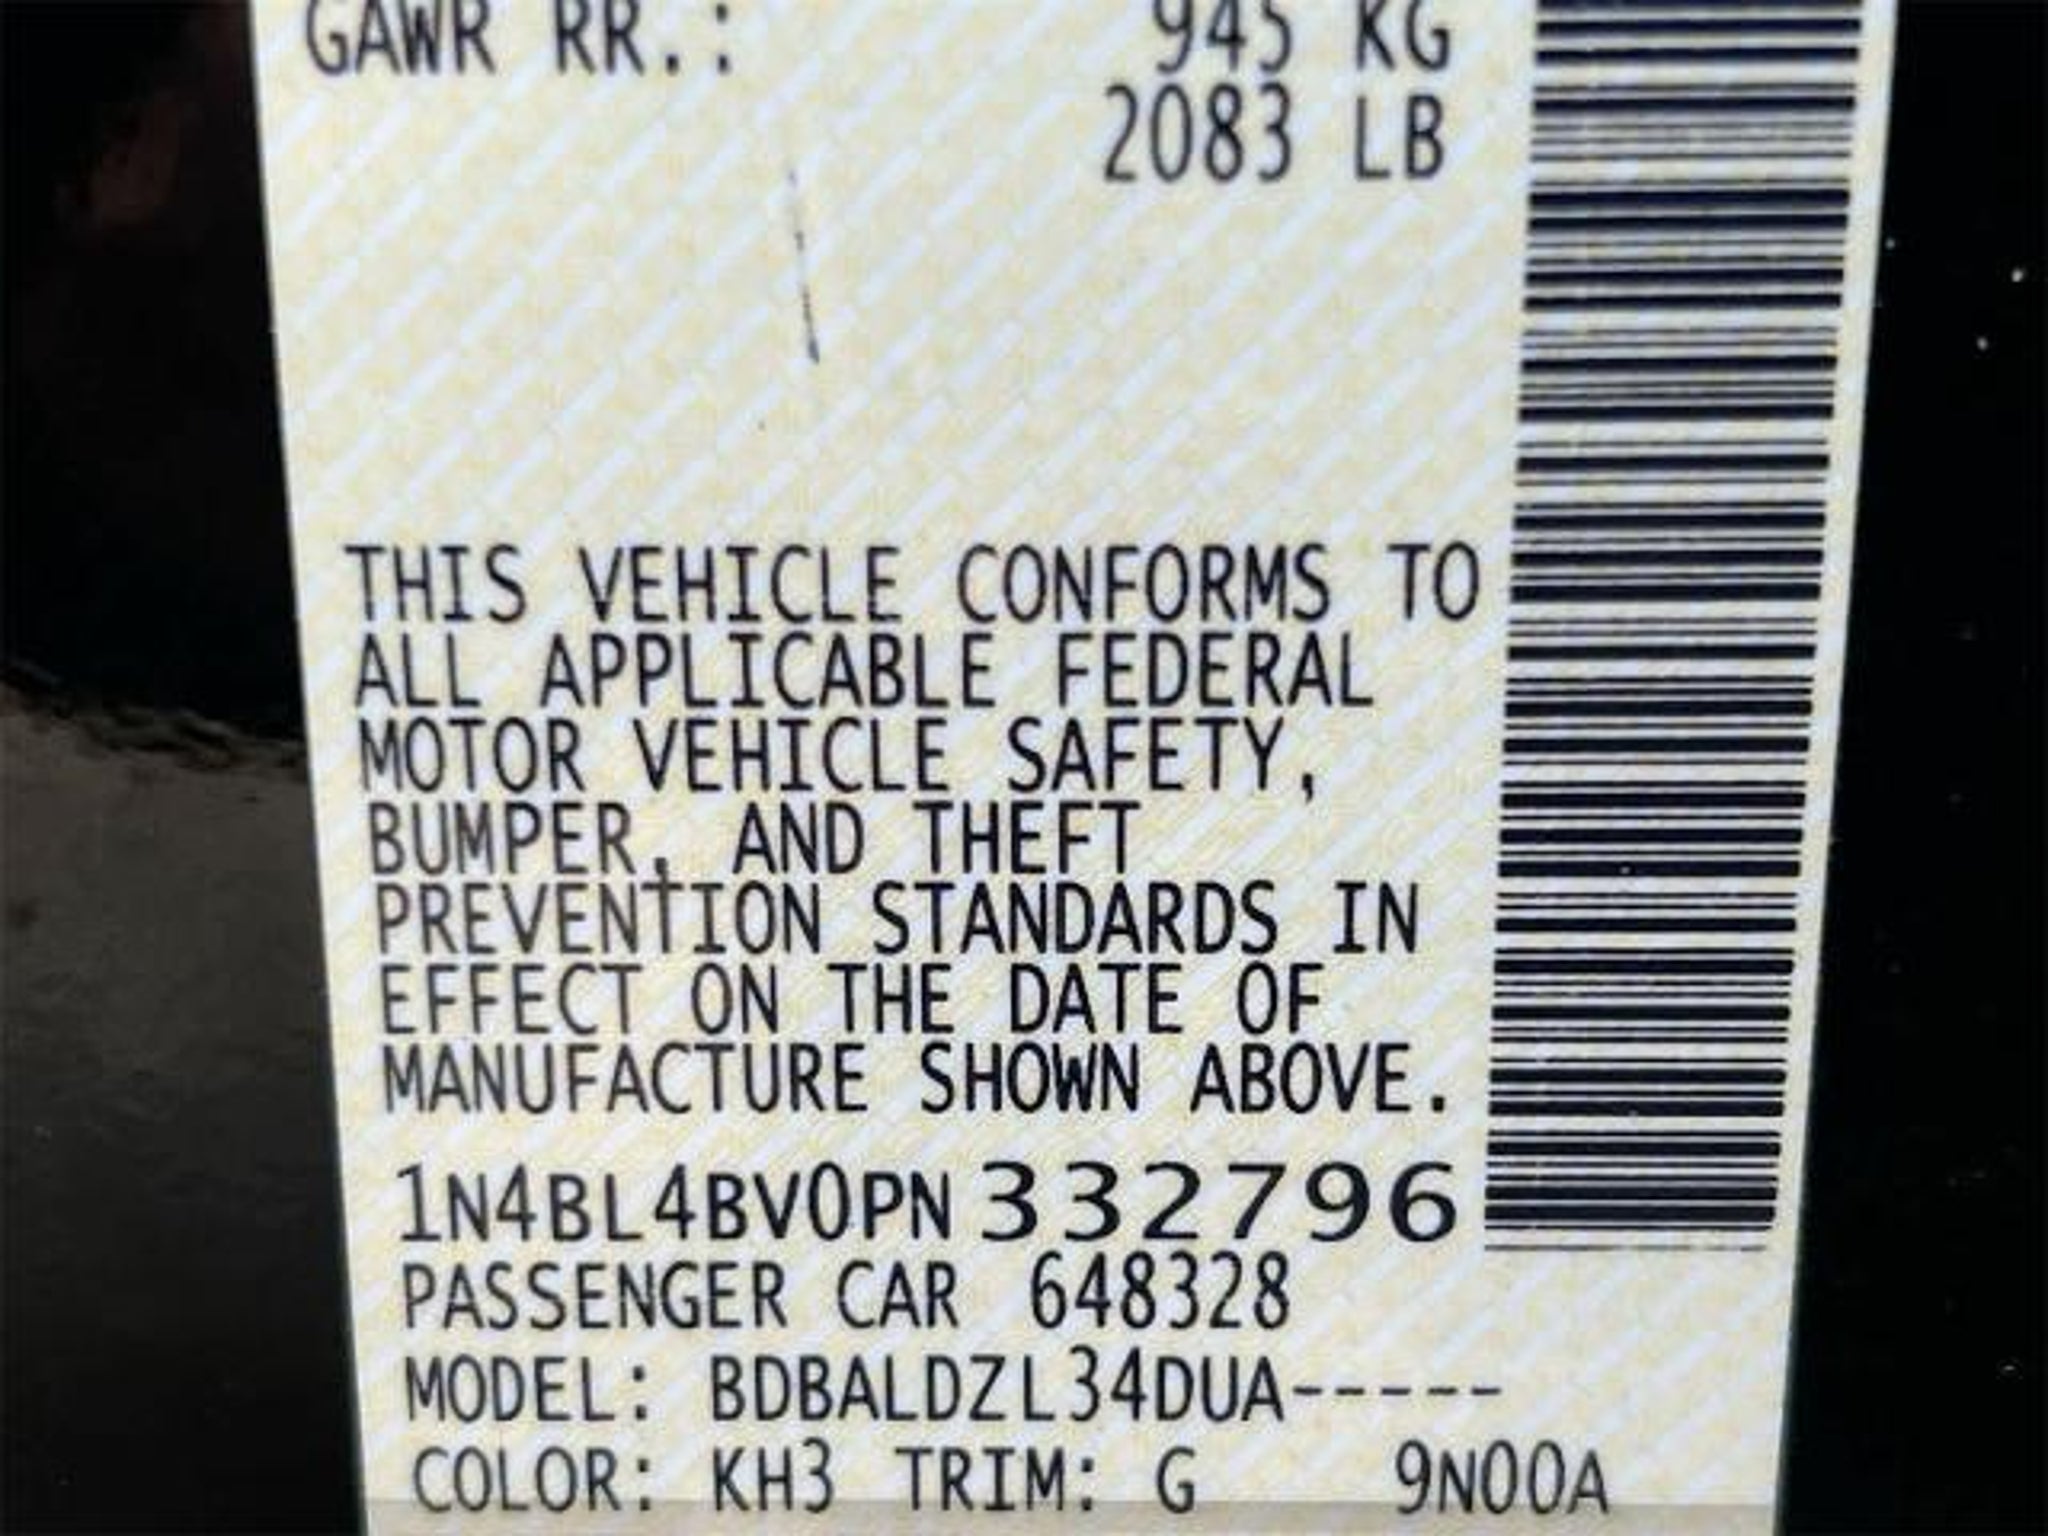 GAWR RR.: 945 KG
2083 LB
THIS VEHICLE CONFORMS TO
ALL APPLICABLE FEDERAL
MOTOR VEHICLE SAFETY,
BUMPER, AND THEFT
PREVENTION STANDARDS IN
EFFECT ON THE DATE OF
MANUFACTURE SHOWN ABOVE.
1N4BL4BV0PN332796
PASSENGER CAR 648328
MODEL: BDBALDZL34DUA-----
COLOR: KH3 TRIM: G 9N00A